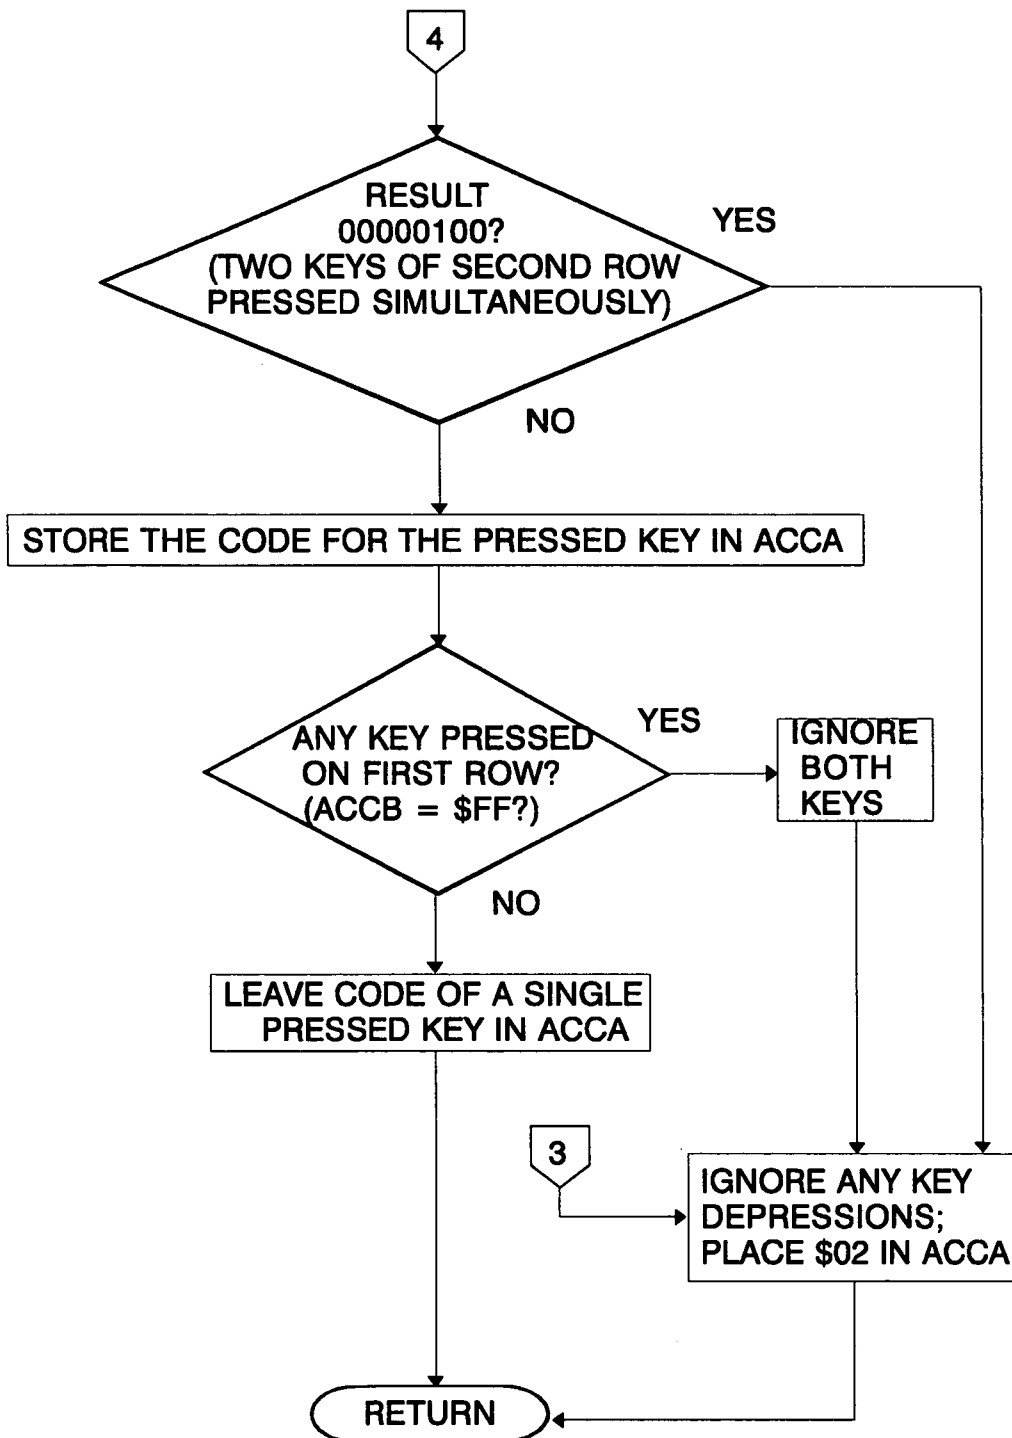 4
RESULT
00000100?
(TWO KEYS OF SECOND ROW
PRESSED SIMULTANEOUSLY)
YES
NO
STORE THE CODE FOR THE PRESSED KEY IN ACCA
ANY KEY PRESSED
ON FIRST ROW?
(ACCB = $FF?)
YES
IGNORE
BOTH
KEYS
NO
LEAVE CODE OF A SINGLE
PRESSED KEY IN ACCA
3
IGNORE ANY KEY
DEPRESSIONS;
PLACE $02 IN ACCA
RETURN